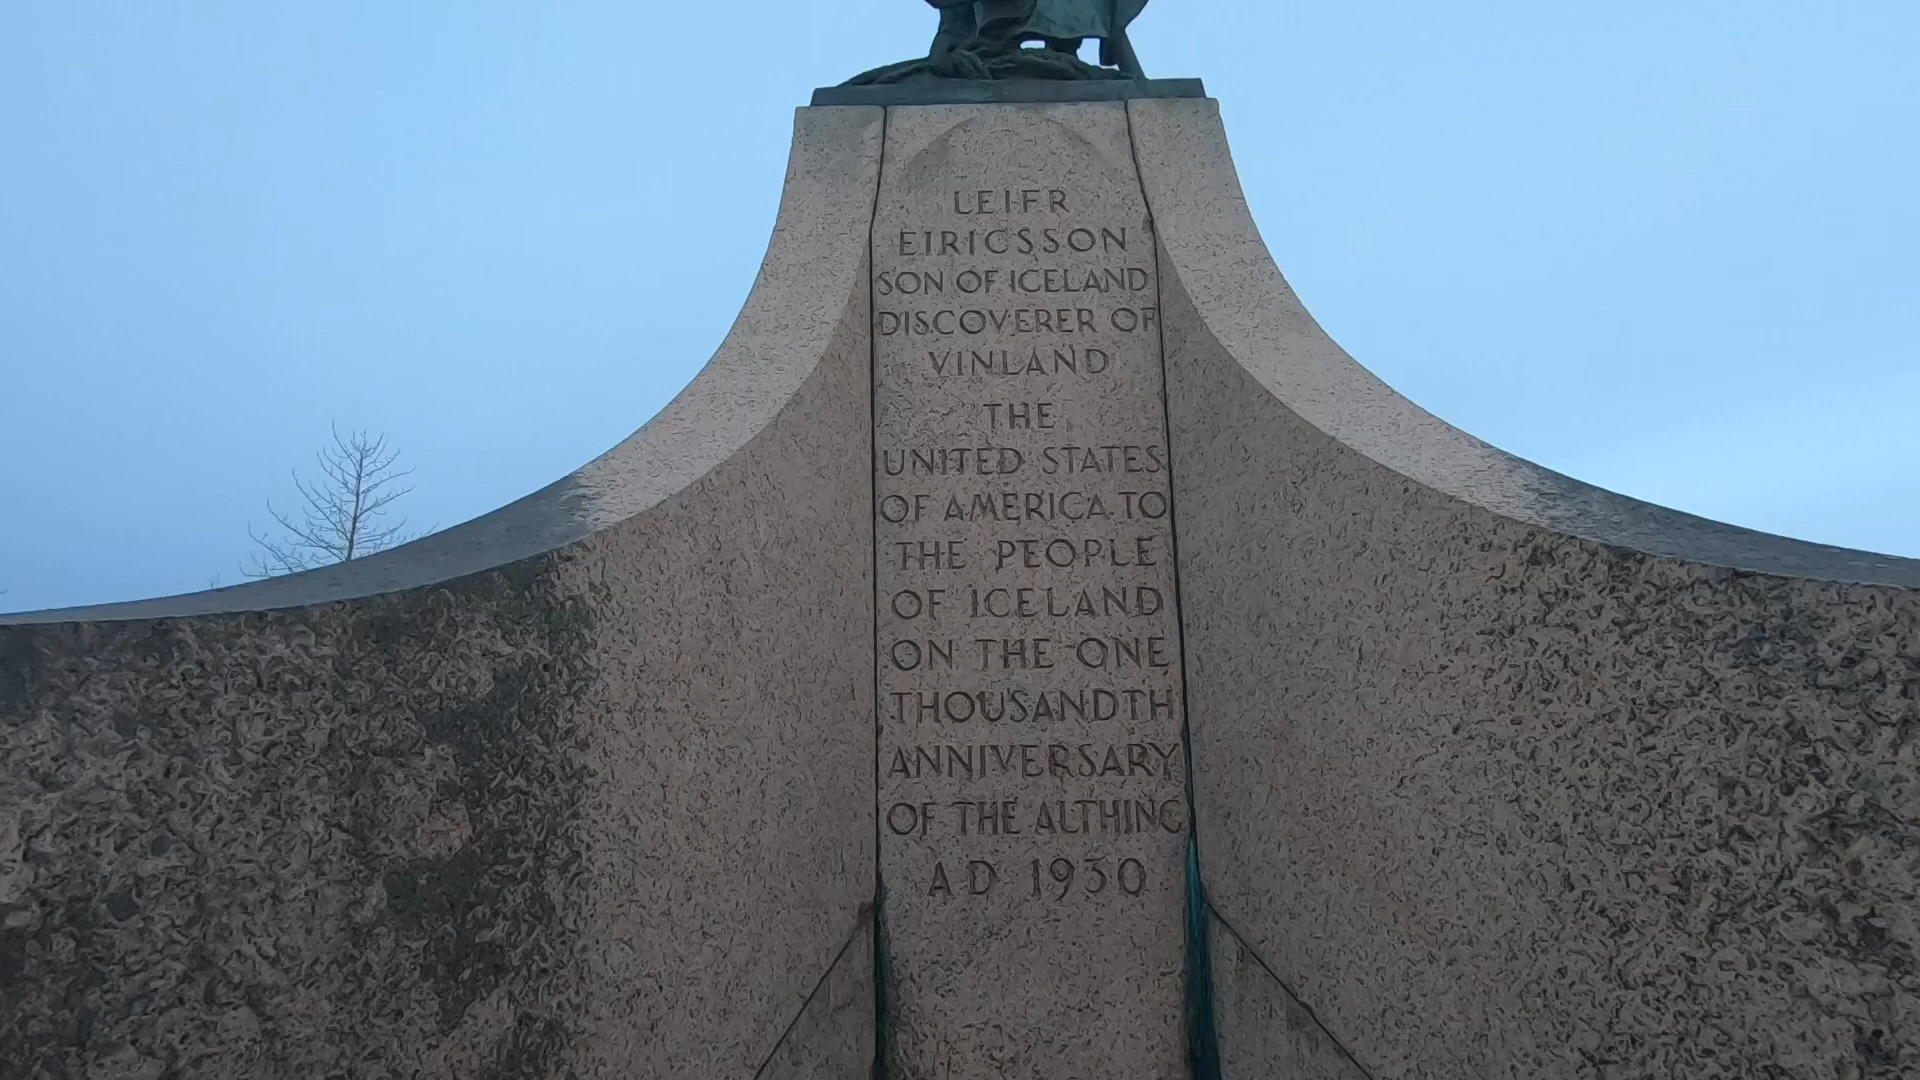 LEIFR
EIRICSSON
SON OF ICELAND
DISCOVERER OF
VINLAND
THE
UNITED STATES
OF AMERICA TO
THE PEOPLE
OF ICELAND
ON THE ONE
THOUSANDTH
ANNIVERSARY
OF THE ALTHING
AD 1930